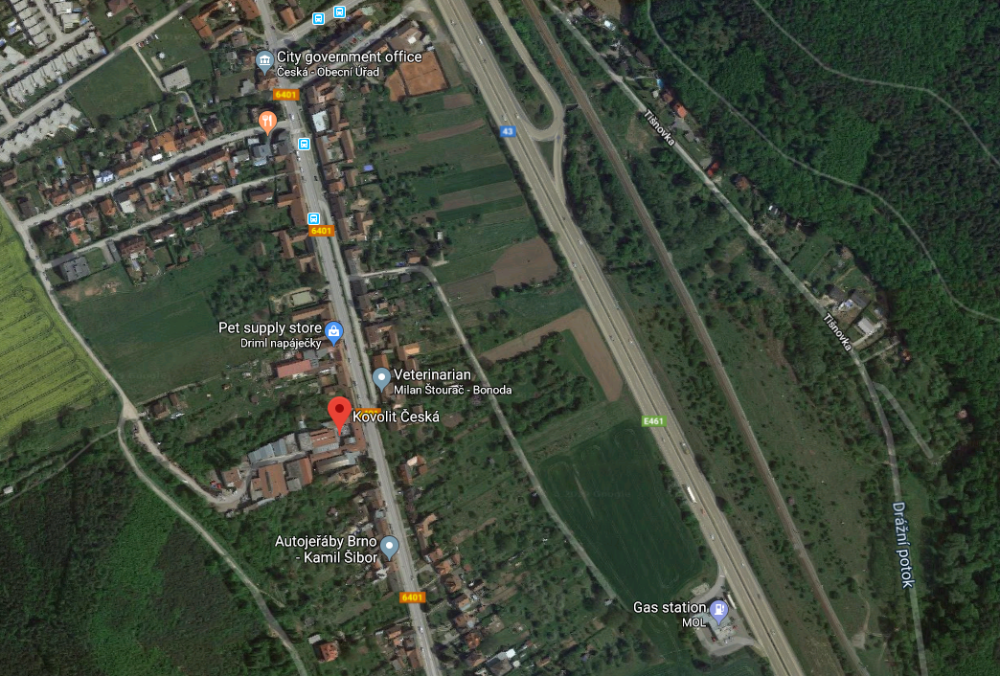 City government office
Česká - Obecní Úřad
6401
43
Tišnovka
6401
Pet supply store
Driml napáječky
Tišnovka
Veterinarian
Milan Štourač - Bonoda
Kovolit Česká
E461
Drážní potok
Autojeřáby Brno
- Kamil Šibor
6401
Gas station
MOL